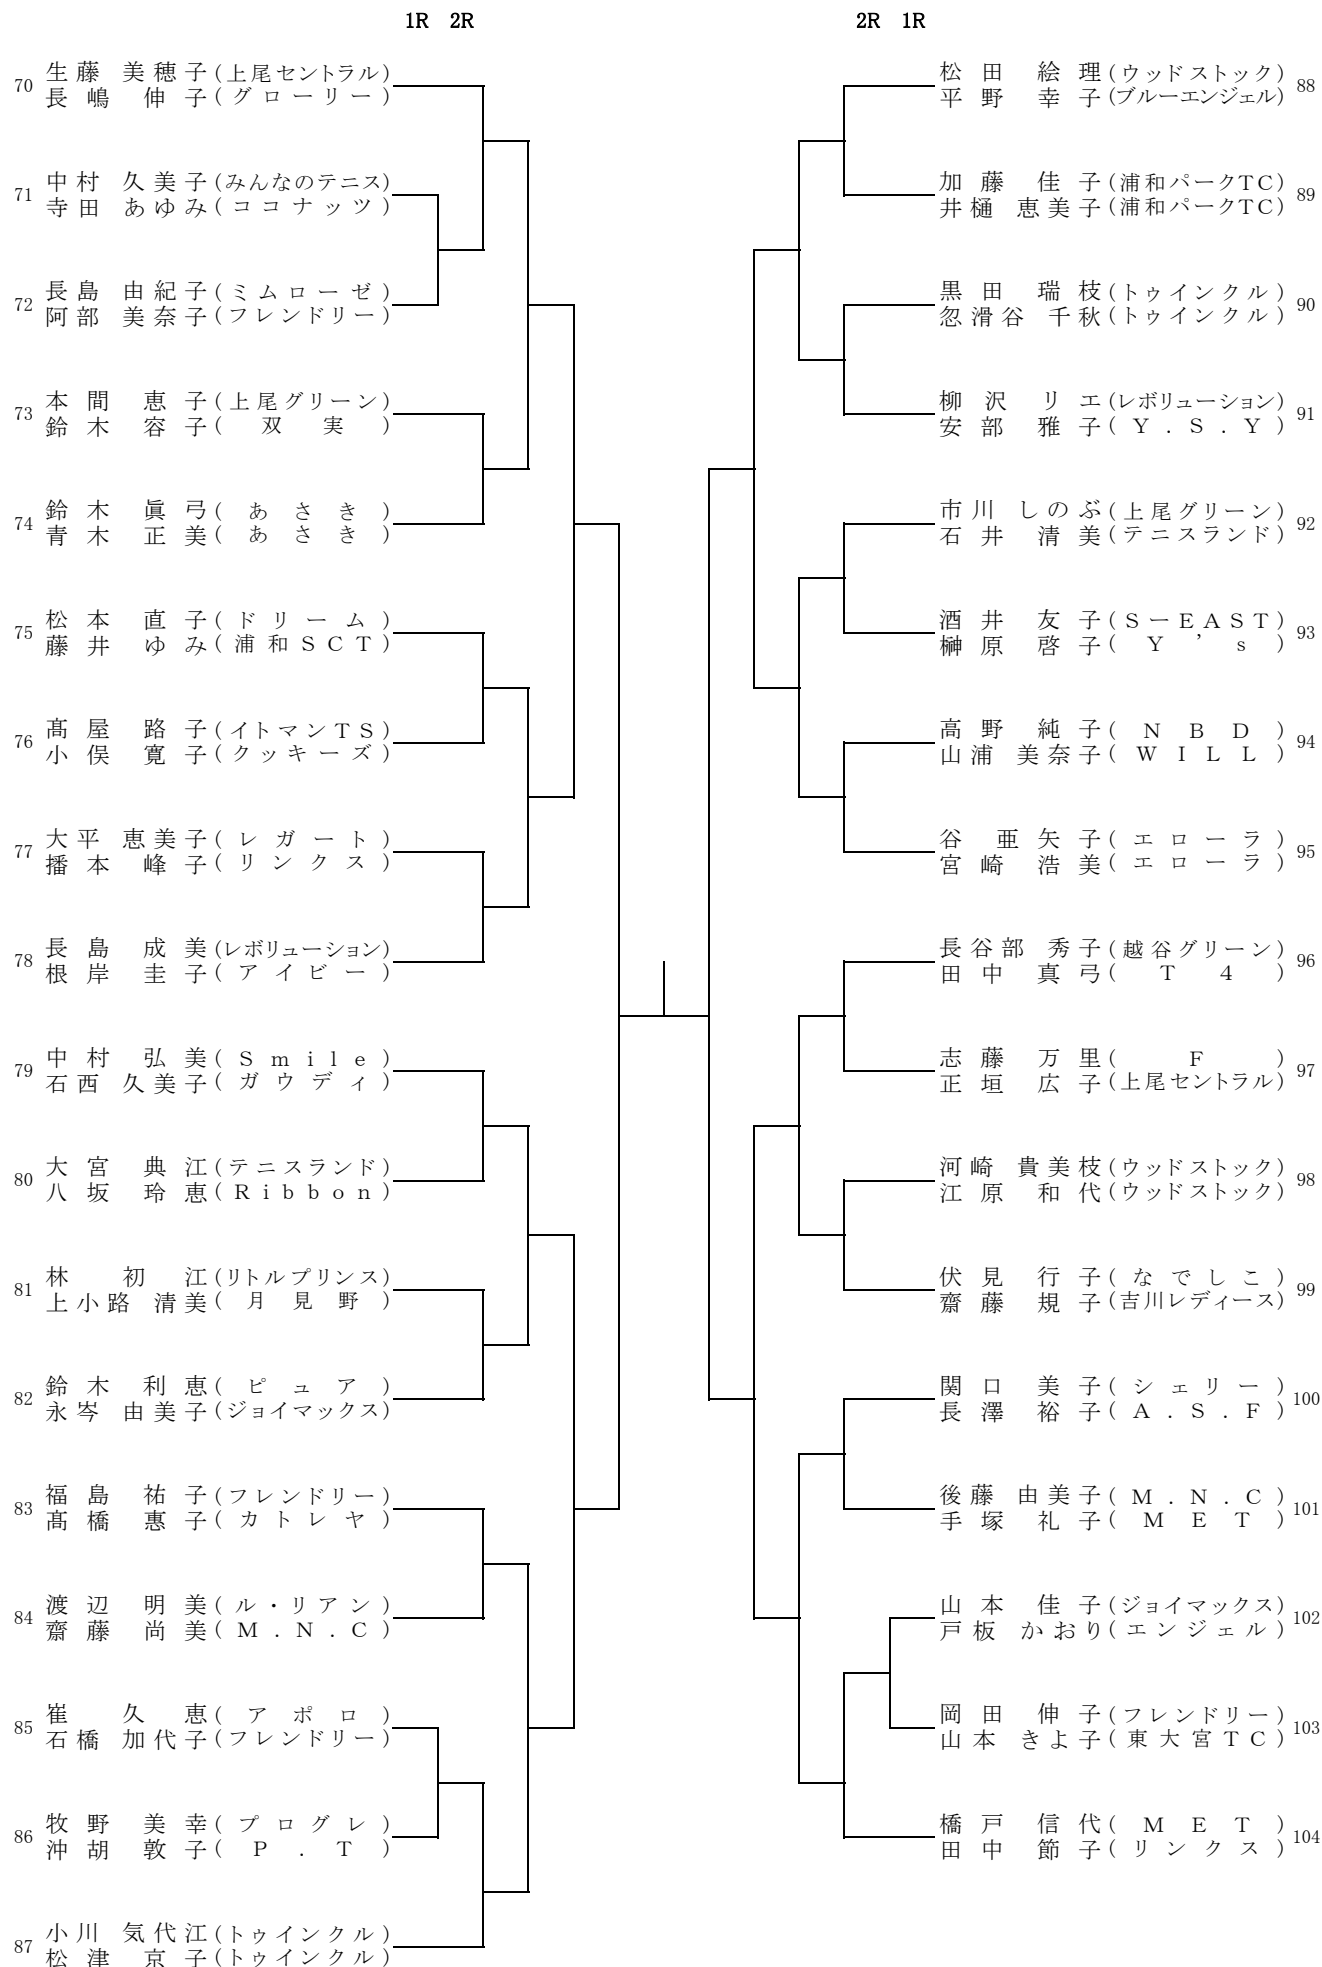 1R 2R
70 生藤 美穂子(上尾セントラル)
長嶋 伸子(グローリー)
71 中村 久美子(みんなのテニス)
寺田 あゆみ(ココナッツ)
72 長島 由紀子(ミムローゼ)
阿部 美奈子(フレンドリー)
73 本間 恵子(上尾グリーン)
鈴木 容子(双実)
74 鈴木 眞弓(あさき)
青木 正美(あさき)
75 松本 直子(ドリーム)
藤井 ゆみ(浦和SCT)
76 髙屋 路子(イトマンTS)
小俣 寛子(クッキーズ)
77 大平 恵美子(レガート)
播本 峰子(リンクス)
78 長島 成美(レボリューション)
根岸 圭子(アイビー)
79 中村 弘美(Smile)
石西 久美子(ガウディ)
80 大宮 典江(テニスランド)
八坂 玲恵(Ribbon)
81 林 初江(リトルプリンス)
上小路 清美(月見野)
82 鈴木 利恵(ピュア)
永岑 由美子(ジョイマックス)
83 福島 祐子(フレンドリー)
髙橋 惠子(カトレヤ)
84 渡辺 明美(ル・リアン)
齋藤 尚美(M.N.C)
85 崔 久恵(アポロ)
石橋 加代子(フレンドリー)
86 牧野 美幸(プログレ)
沖胡 敦子(P.T)
87 小川 気代江(トゥインクル)
松津 京子(トゥインクル)
2R 1R
松田 絵理(ウッドストック) 88
平野 幸子(ブルーエンジェル)
加藤 佳子(浦和パークTC) 89
井樋 恵美子(浦和パークTC)
黒田 瑞枝(トゥインクル) 90
忽滑谷 千秋(トゥインクル)
柳沢 リエ(レボリューション) 91
安部 雅子(Y.S.Y)
市川 しのぶ(上尾グリーン) 92
石井 清美(テニスランド)
酒井 友子(S－EAST) 93
榊原 啓子(Y's)
高野 純子(NBD) 94
山浦 美奈子(WILL)
谷 亜矢子(エローラ) 95
宮崎 浩美(エローラ)
長谷部 秀子(越谷グリーン) 96
田中 真弓(T4)
志藤 万里(F) 97
正垣 広子(上尾セントラル)
河崎 貴美枝(ウッドストック) 98
江原 和代(ウッドストック)
伏見 行子(なでしこ) 99
齋藤 規子(吉川レディース)
関口 美子(シェリー) 100
長澤 裕子(A.S.F)
後藤 由美子(M.N.C) 101
手塚 礼子(MET)
山本 佳子(ジョイマックス) 102
戸板 かおり(エンジェル)
岡田 伸子(フレンドリー) 103
山本 きよ子(東大宮TC)
橋戸 信代(MET) 104
田中 節子(リンクス)